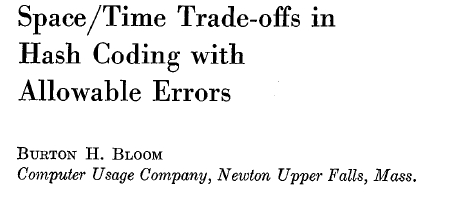 Space/Time Trade-offs in
Hash Coding with
Allowable Errors
BURTON H. BLOOM
Computer Usage Company, Newton Upper Falls, Mass.